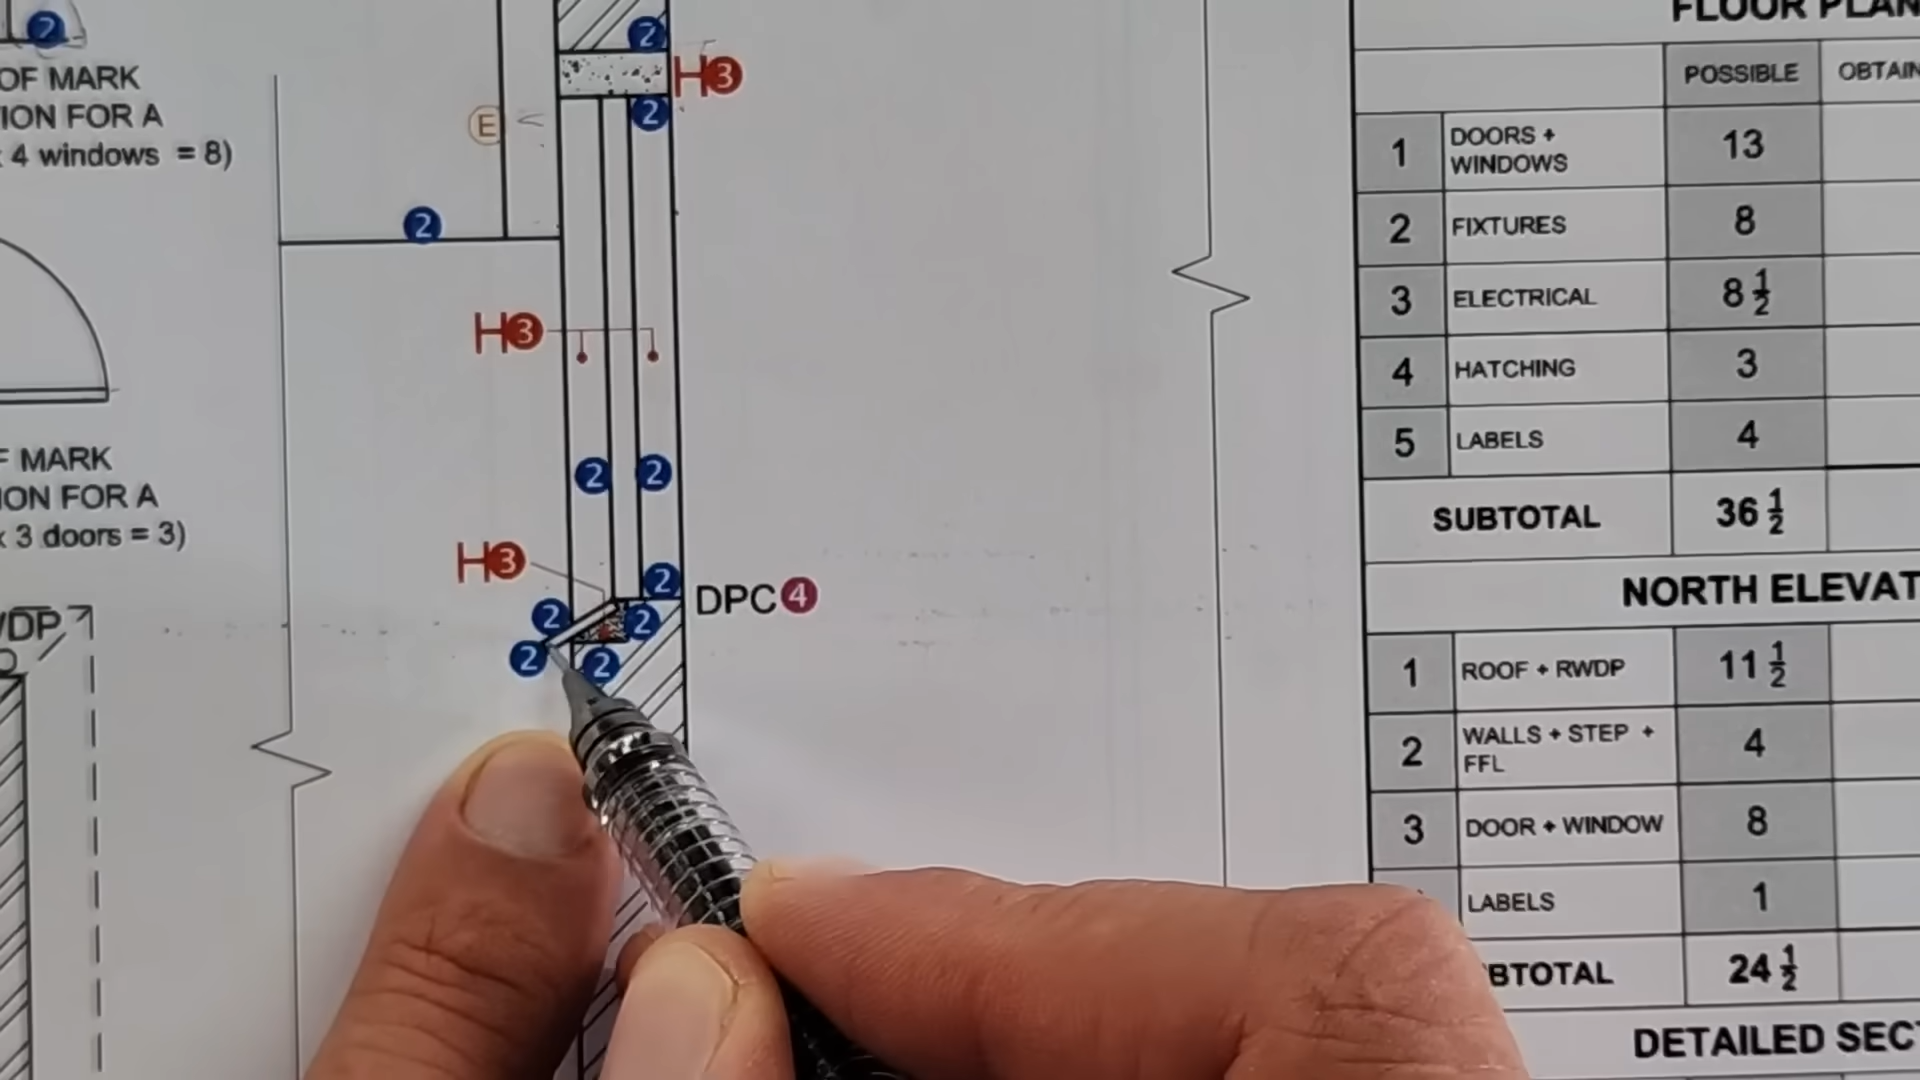 2
OF MARK
ION FOR A
4 windows = 8)
F MARK
ION FOR A
3 doors = 3)
DP
2
H3
2
E
2
H3
2
2
H3
2
DPC4
2
2
2
2
FLOOR PLAN
POSSIBLE
OBTAIN
1 DOORS + WINDOWS 13
2 FIXTURES 8
3 ELECTRICAL 8 1/2
4 HATCHING 3
5 LABELS 4
SUBTOTAL 36 1/2
NORTH ELEVAT
1 ROOF + RWDP 11 1/2
2 WALLS + STEP + FFL 4
3 DOOR + WINDOW 8
LABELS 1
BTOTAL 24 1/2
DETAILED SEC